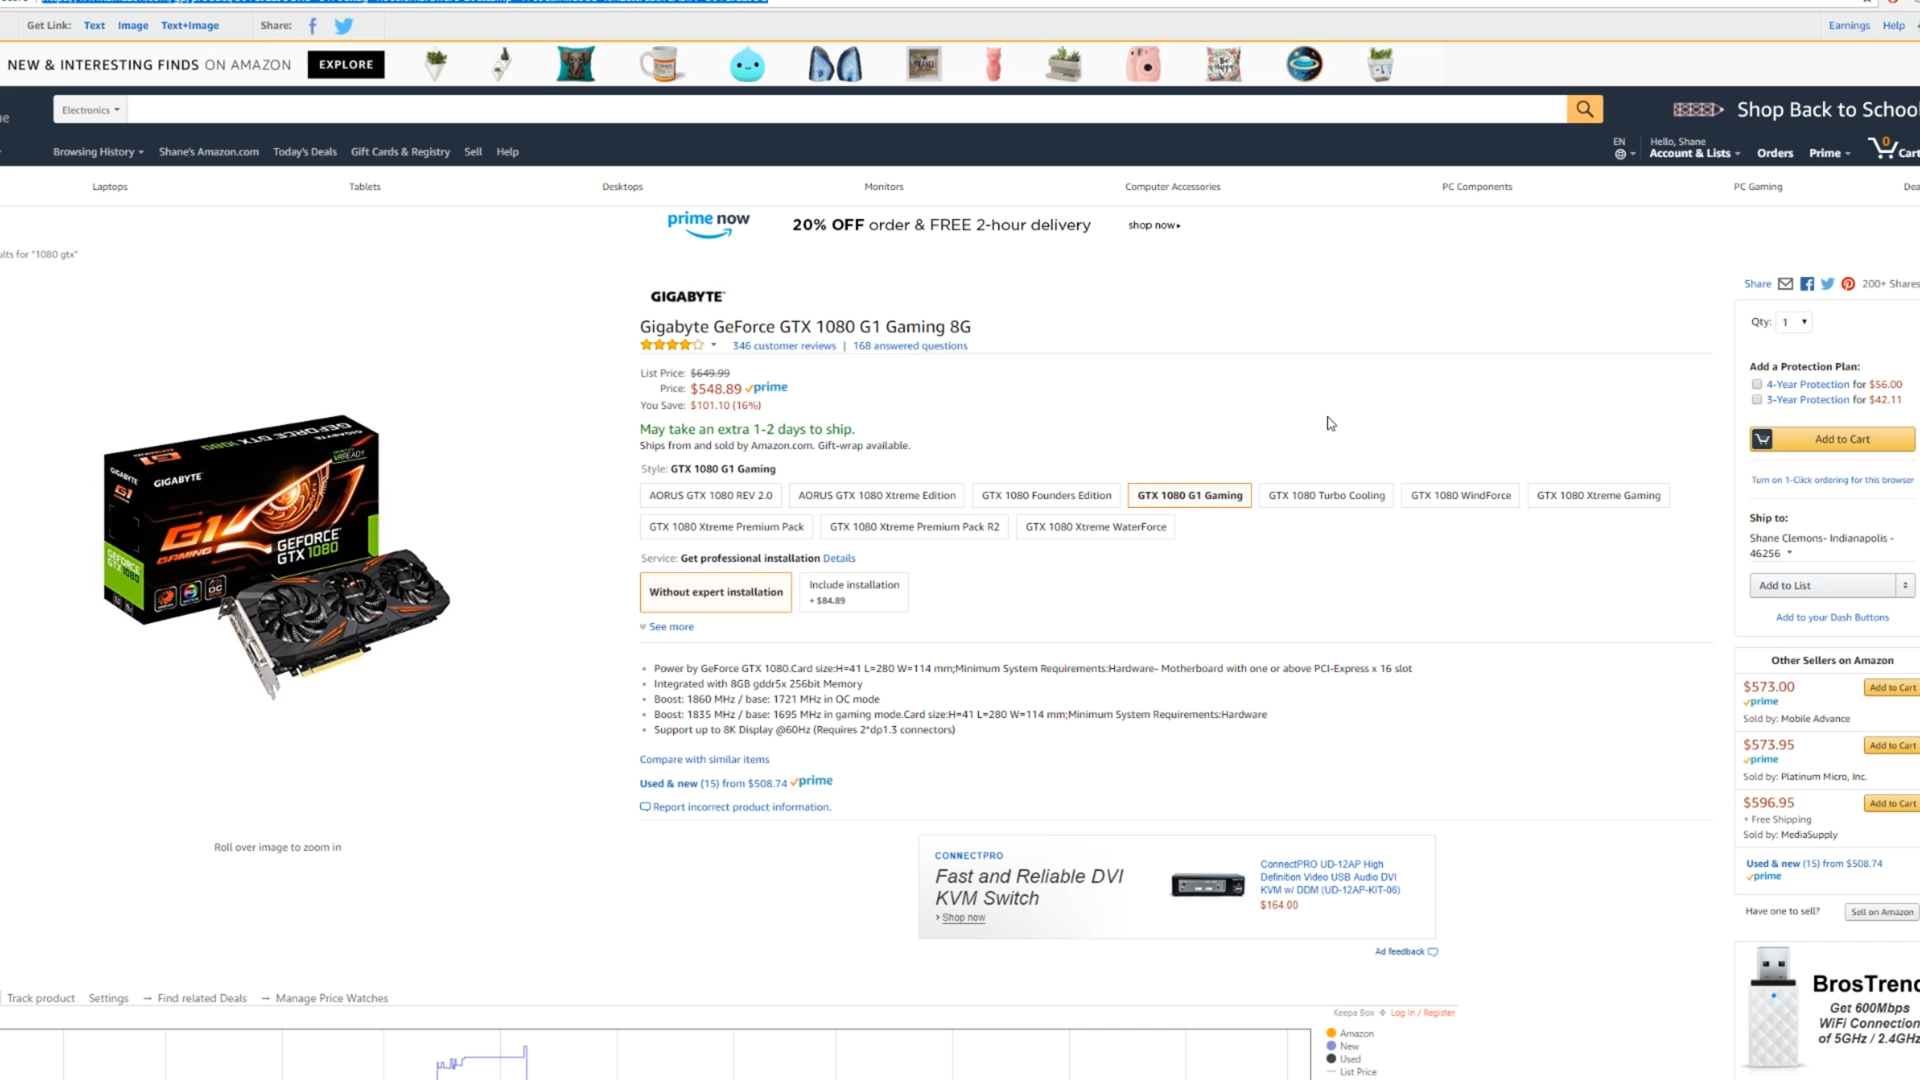 Get Link: Text Image Text+Image Share:
Earnings Help
NEW & INTERESTING FINDS ON AMAZON EXPLORE
Electronics
Shop Back to School
Browsing History Shane's Amazon.com Today's Deals Gift Cards & Registry Sell Help
EN
Hello, Shane
Account & Lists Orders Prime 0 Cart
Laptops Tablets Desktops Monitors Computer Accessories PC Components PC Gaming Dea
prime now 20% OFF order & FREE 2-hour delivery shop now
ults for "1080 gtx"
Share 200+ Shares
GIGABYTE
Gigabyte GeForce GTX 1080 G1 Gaming 8G
346 customer reviews | 168 answered questions
List Price: $649.99
Price: $548.89 prime
You Save: $101.10 (16%)
May take an extra 1-2 days to ship.
Ships from and sold by Amazon.com. Gift-wrap available.
Style: GTX 1080 G1 Gaming
AORUS GTX 1080 REV 2.0 AORUS GTX 1080 Xtreme Edition GTX 1080 Founders Edition GTX 1080 G1 Gaming GTX 1080 Turbo Cooling GTX 1080 WindForce GTX 1080 Xtreme Gaming
GTX 1080 Xtreme Premium Pack GTX 1080 Xtreme Premium Pack R2 GTX 1080 Xtreme WaterForce
Service: Get professional installation Details
Without expert installation
Include installation
+ $84.89
See more
• Power by GeForce GTX 1080.Card size:H=41 L=280 W=114 mm;Minimum System Requirements:Hardware- Motherboard with one or above PCI-Express x 16 slot
• Integrated with 8GB gddr5x 256bit Memory
• Boost: 1860 MHz / base: 1721 MHz in OC mode
• Boost: 1835 MHz / base: 1695 MHz in gaming mode.Card size:H=41 L=280 W=114 mm;Minimum System Requirements:Hardware
• Support up to 8K Display @60Hz (Requires 2*dp1.3 connectors)
Compare with similar items
Used & new (15) from $508.74 prime
Report incorrect product information.
GIGABYTE
GEFORCE GTX 1080
GIGABYTE
G1
GIGABYTE
VR READY
G1
GAMING
GEFORCE
GTX 1080
GEFORCE
GTX 1080
OC
Roll over image to zoom in
CONNECTPRO
Fast and Reliable DVI
KVM Switch
› Shop now
ConnectPRO UD-12AP High
Definition Video USB Audio DVI
KVM w/ DDM (UD-12AP-KIT-06)
$164.00
Ad feedback
Qty: 1
Add a Protection Plan:
4-Year Protection for $56.00
3-Year Protection for $42.11
Add to Cart
Turn on 1-Click ordering for this browser
Ship to:
Shane Clemons- Indianapolis -
46256
Add to List
Add to your Dash Buttons
Other Sellers on Amazon
$573.00 Add to Cart
prime
Sold by: Mobile Advance
$573.95 Add to Cart
prime
Sold by: Platinum Micro, Inc.
$596.95 Add to Cart
+ Free Shipping
Sold by: MediaSupply
Used & new (15) from $508.74
prime
Have one to sell? Sell on Amazon
BrosTrend
Get 600Mbps
WiFi Connection
of 5GHz / 2.4GHz
Track product Settings → Find related Deals → Manage Price Watches
Keepa Box Log In / Register
Amazon
New
Used
List Price